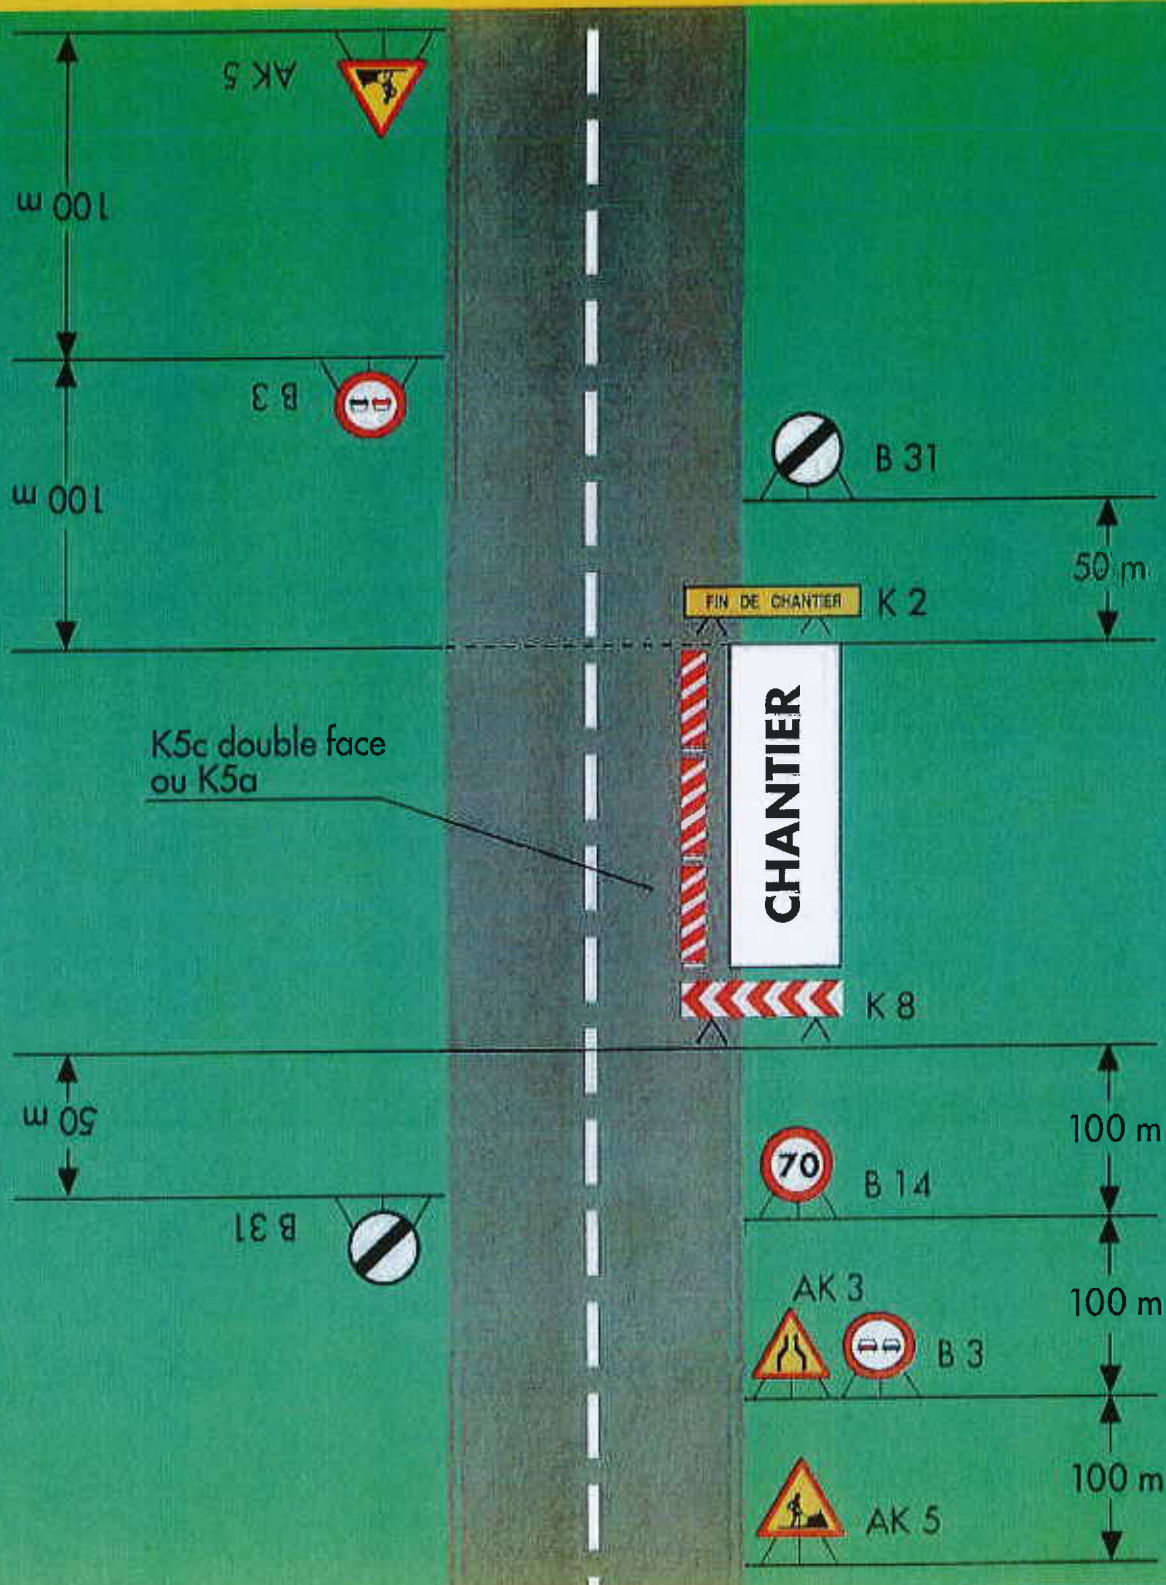 AK 5
100 m
B 3
B 31
100 m
50 m
FIN DE CHANTIER
K 2
K5c double face
ou K5a
CHANTIER
K 8
50 m
100 m
70
B 14
B 31
AK 3
100 m
B 3
100 m
AK 5